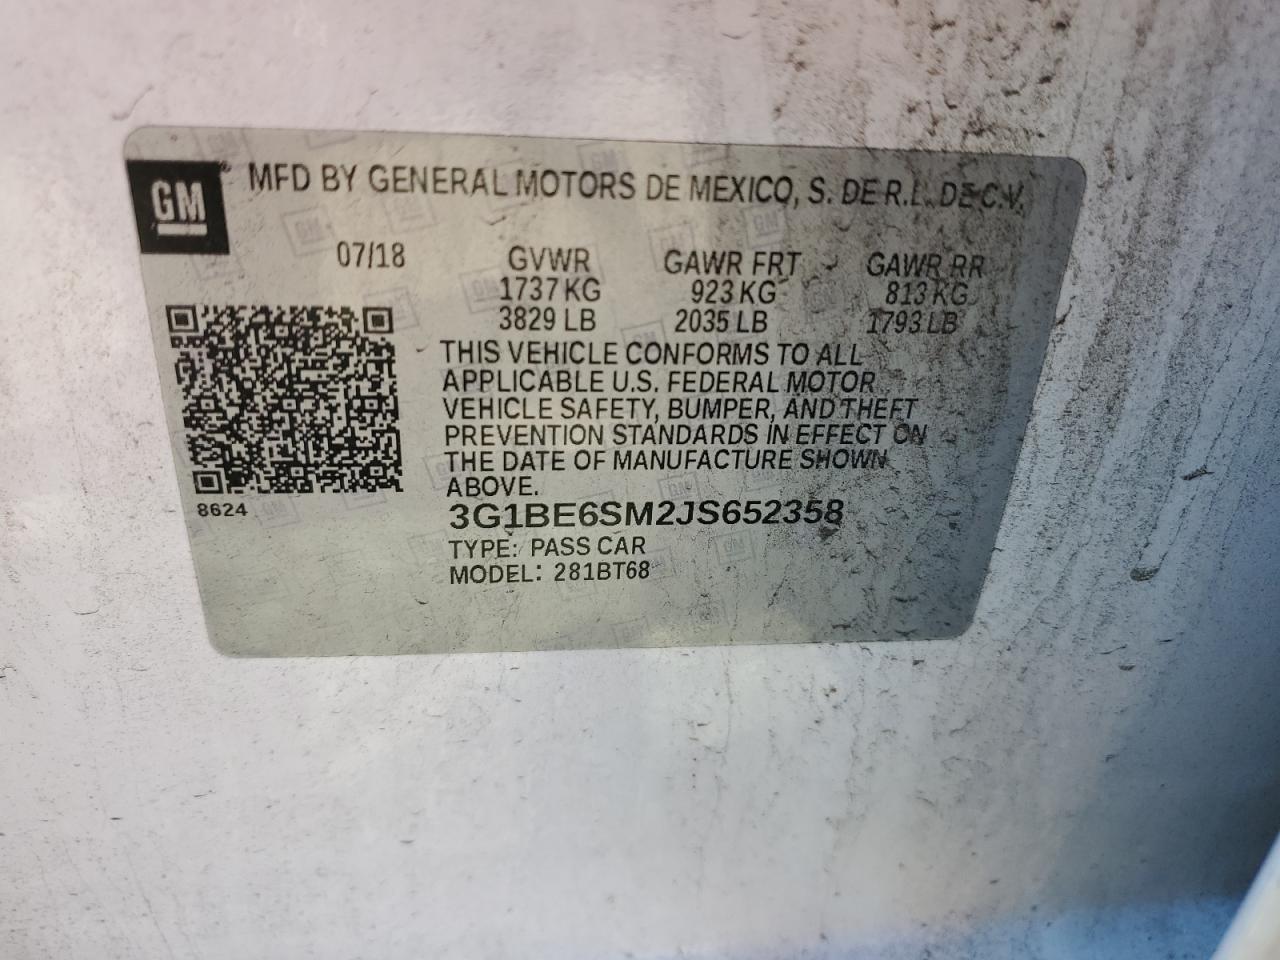 GM ® MFD BY GENERAL MOTORS DE MEXICO, S. DE R.L. DE C.V.
07/18 GVWR GAWR FRT GAWR RR
1737 KG 923 KG 813 KG
3829 LB 2035 LB 1793 LB
THIS VEHICLE CONFORMS TO ALL
APPLICABLE U.S. FEDERAL MOTOR
VEHICLE SAFETY, BUMPER, AND THEFT
PREVENTION STANDARDS IN EFFECT ON
THE DATE OF MANUFACTURE SHOWN
ABOVE.
8624
3G1BE6SM2JS652358
TYPE: PASS CAR
MODEL: 281BT68